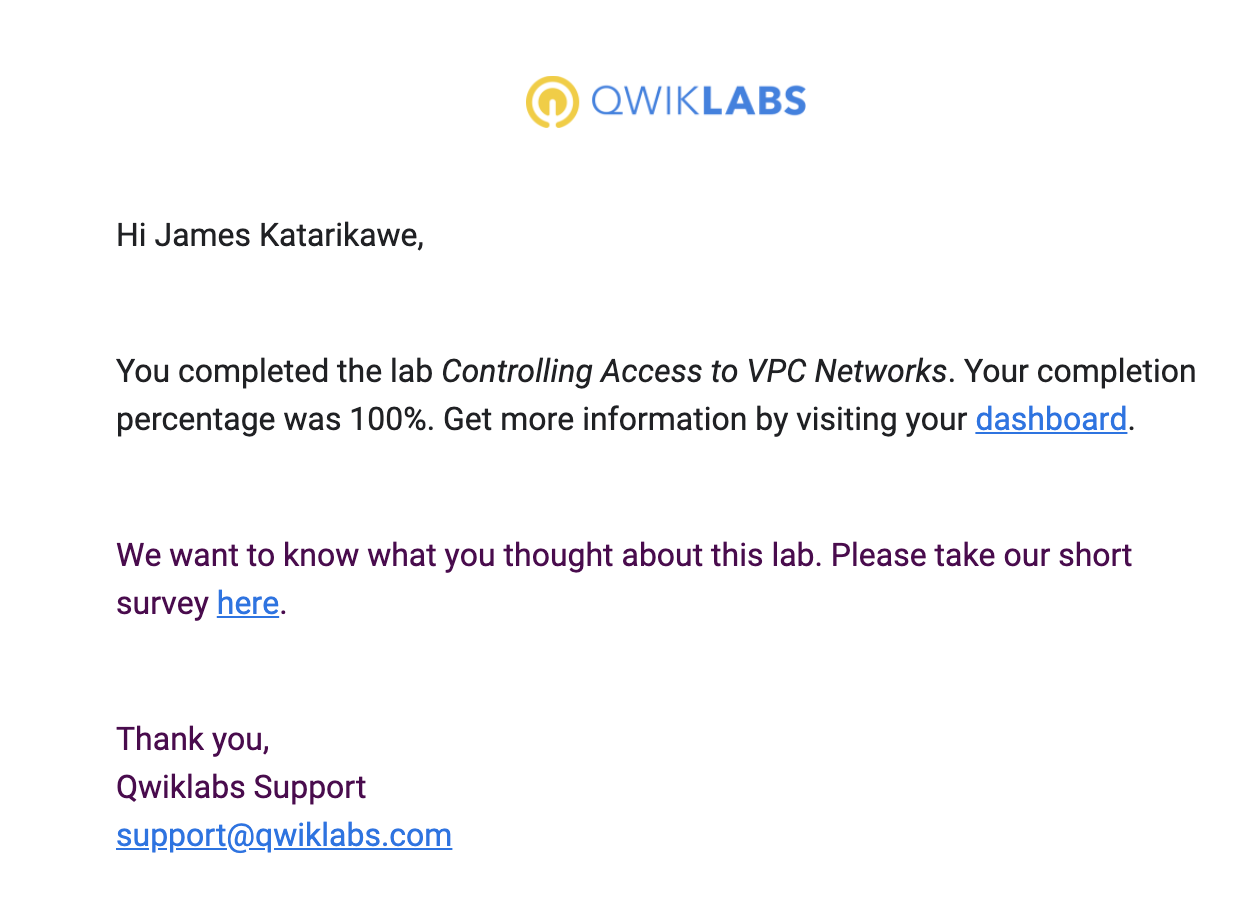 QWIKLABS
Hi James Katarikawe,
You completed the lab Controlling Access to VPC Networks. Your completion
percentage was 100%. Get more information by visiting your dashboard.
We want to know what you thought about this lab. Please take our short
survey here.
Thank you,
Qwiklabs Support
support@qwiklabs.com